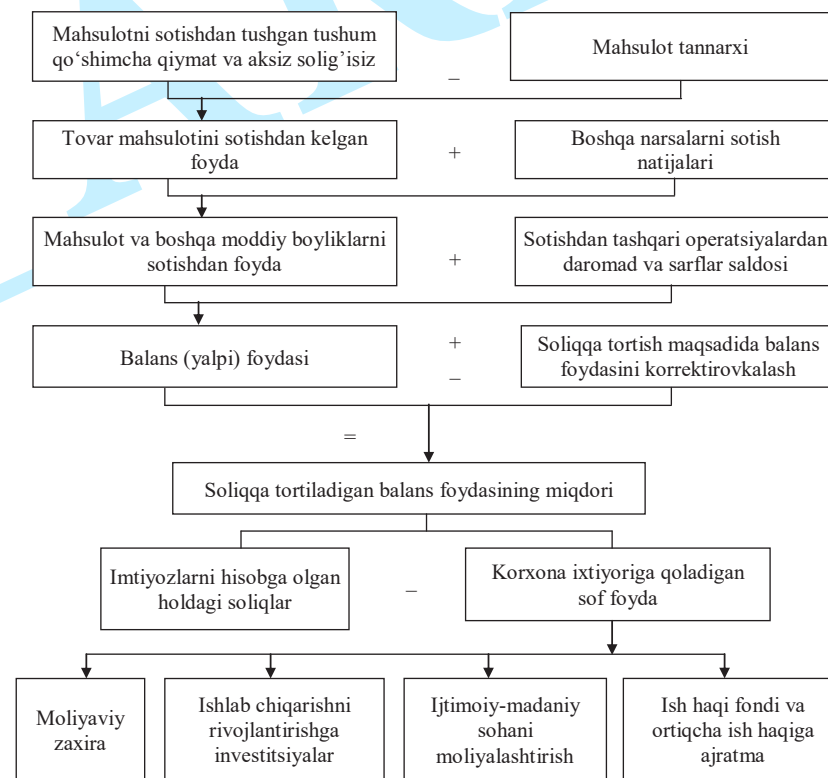 Mahsulotni sotishdan tushgan tushum
qo‘shimcha qiymat va aksiz solig’isiz
–
Mahsulot tannarxi
Tovar mahsulotini sotishdan kelgan
foyda
+
Boshqa narsalarni sotish
natijalari
Mahsulot va boshqa moddiy boyliklarni
sotishdan foyda
+
Sotishdan tashqari operatsiyalardan
daromad va sarflar saldosi
Balans (yalpi) foydasi
+
–
Soliqqa tortish maqsadida balans
foydasini korrektirovkalash
=
Soliqqa tortiladigan balans foydasining miqdori
Imtiyozlarni hisobga olgan
holdagi soliqlar
–
Korxona ixtiyoriga qoladigan
sof foyda
Moliyaviy
zaxira
Ishlab chiqarishni
rivojlantirishga
investitsiyalar
Ijtimoiy-madaniy
sohani
moliyalashtirish
Ish haqi fondi va
ortiqcha ish haqiga
ajratma